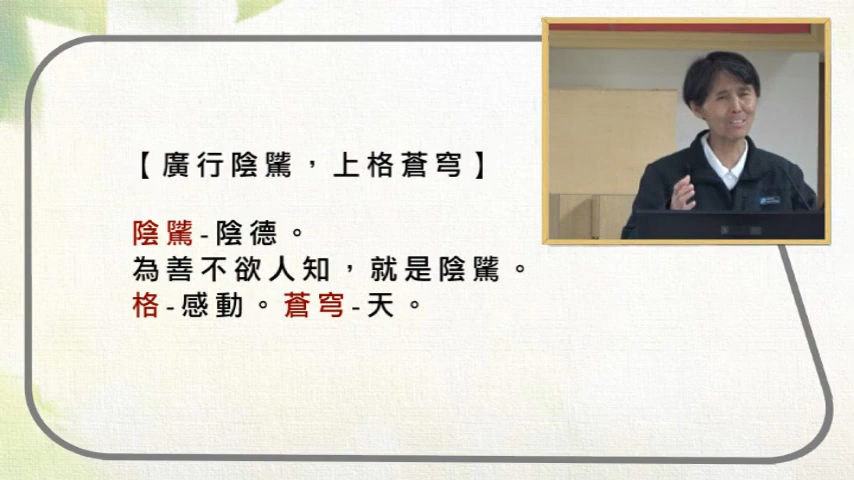 【廣行陰騭，上格蒼穹】
陰騭-陰德。
為善不欲人知，就是陰騭。
格-感動。蒼穹-天。